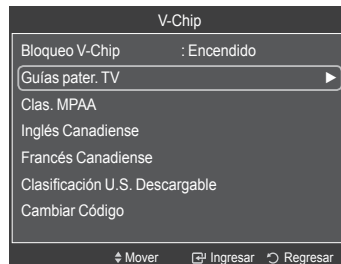 V-Chip
Bloqueo V-Chip : Encendido
Guías pater. TV
Clas. MPAA
Inglés Canadiense
Francés Canadiense
Clasificación U.S. Descargable
Cambiar Código
Mover Ingresar Regresar